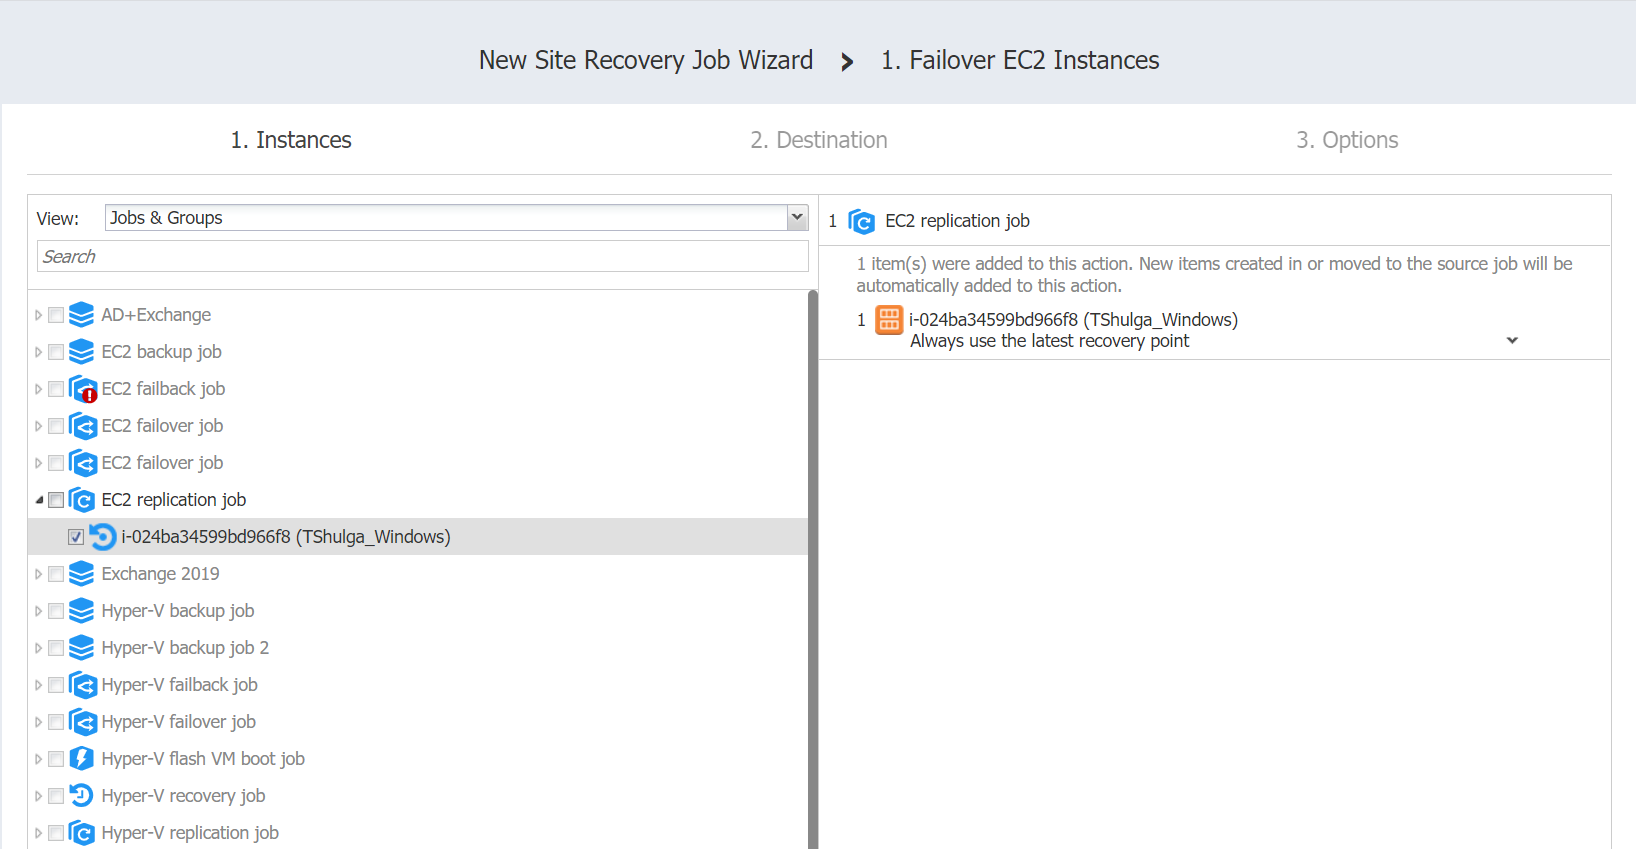 New Site Recovery Job Wizard > 1. Failover EC2 Instances
1. Instances
2. Destination
3. Options
View: Jobs & Groups
Search
AD+Exchange
EC2 backup job
EC2 failback job
EC2 failover job
EC2 failover job
EC2 replication job
i-024ba34599bd966f8 (TShulga_Windows)
Exchange 2019
Hyper-V backup job
Hyper-V backup job 2
Hyper-V failback job
Hyper-V failover job
Hyper-V flash VM boot job
Hyper-V recovery job
Hyper-V replication job
1 EC2 replication job
1 item(s) were added to this action. New items created in or moved to the source job will be
automatically added to this action.
1 i-024ba34599bd966f8 (TShulga_Windows)
Always use the latest recovery point